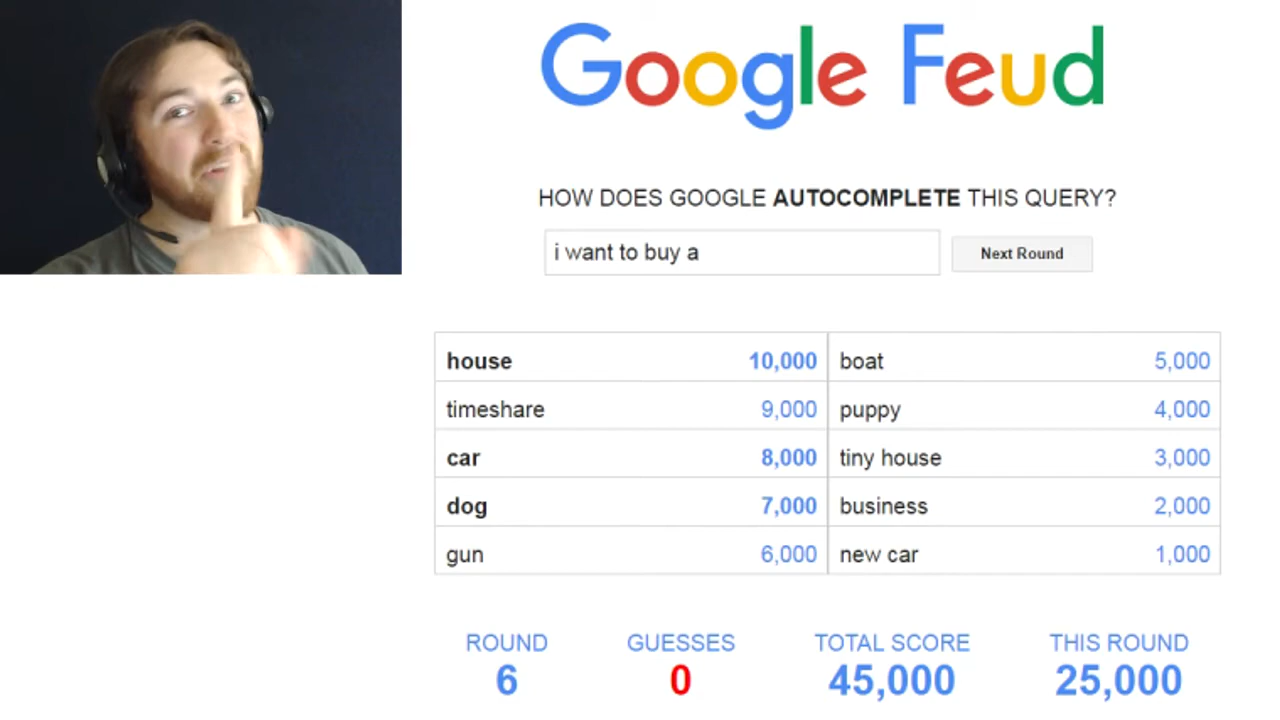 Google Feud
HOW DOES GOOGLE AUTOCOMPLETE THIS QUERY?
i want to buy a
Next Round
house 10,000
timeshare 9,000
car 8,000
dog 7,000
gun 6,000
boat 5,000
puppy 4,000
tiny house 3,000
business 2,000
new car 1,000
ROUND
6
GUESSES
0
TOTAL SCORE
45,000
THIS ROUND
25,000